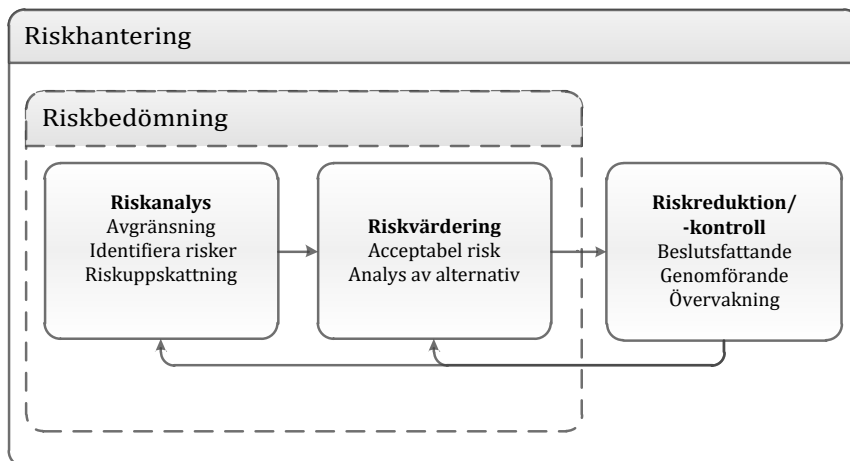 Riskhantering
Riskbedömning
Riskanalys
Avgränsning
Identifiera risker
Riskuppskattning
Riskvärdering
Acceptabel risk
Analys av alternativ
Riskreduktion/
-kontroll
Beslutsfattande
Genomförande
Övervakning